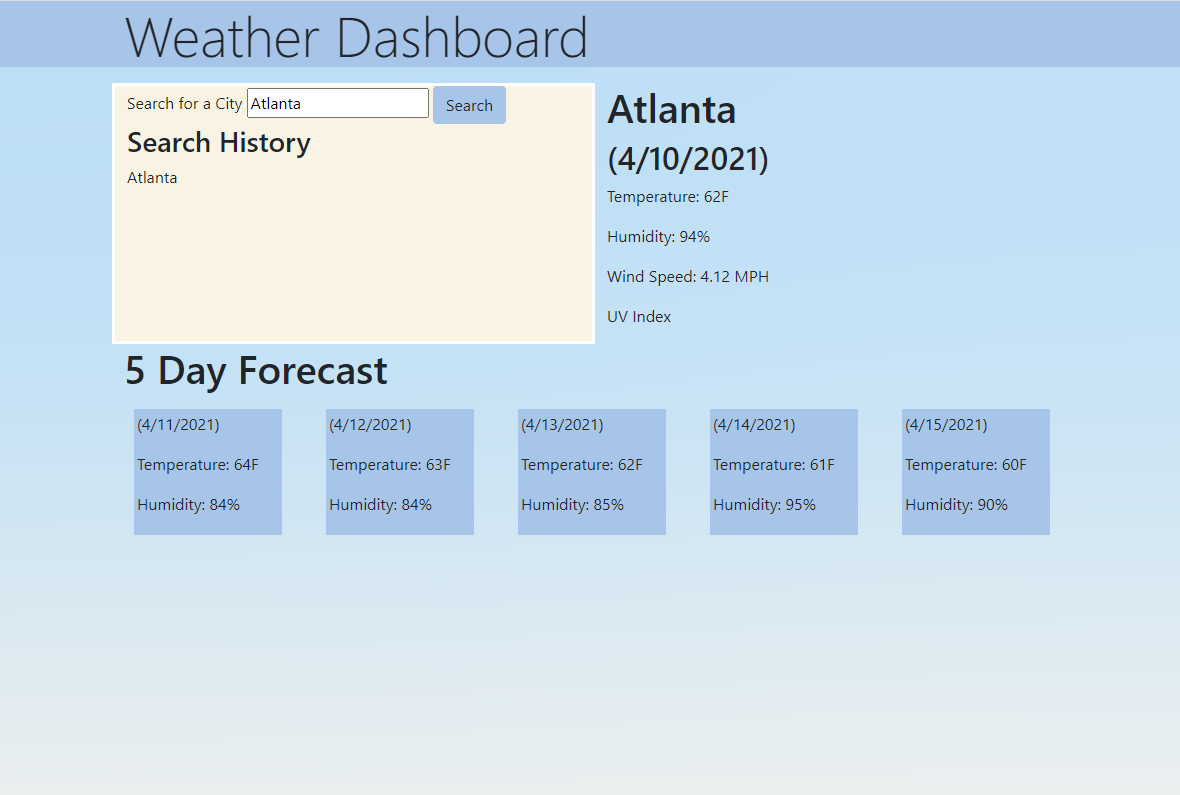 Weather Dashboard
Search for a City Atlanta Search
Search History
Atlanta
Atlanta
(4/10/2021)
Temperature: 62F
Humidity: 94%
Wind Speed: 4.12 MPH
UV Index
5 Day Forecast
(4/11/2021)
Temperature: 64F
Humidity: 84%
(4/12/2021)
Temperature: 63F
Humidity: 84%
(4/13/2021)
Temperature: 62F
Humidity: 85%
(4/14/2021)
Temperature: 61F
Humidity: 95%
(4/15/2021)
Temperature: 60F
Humidity: 90%